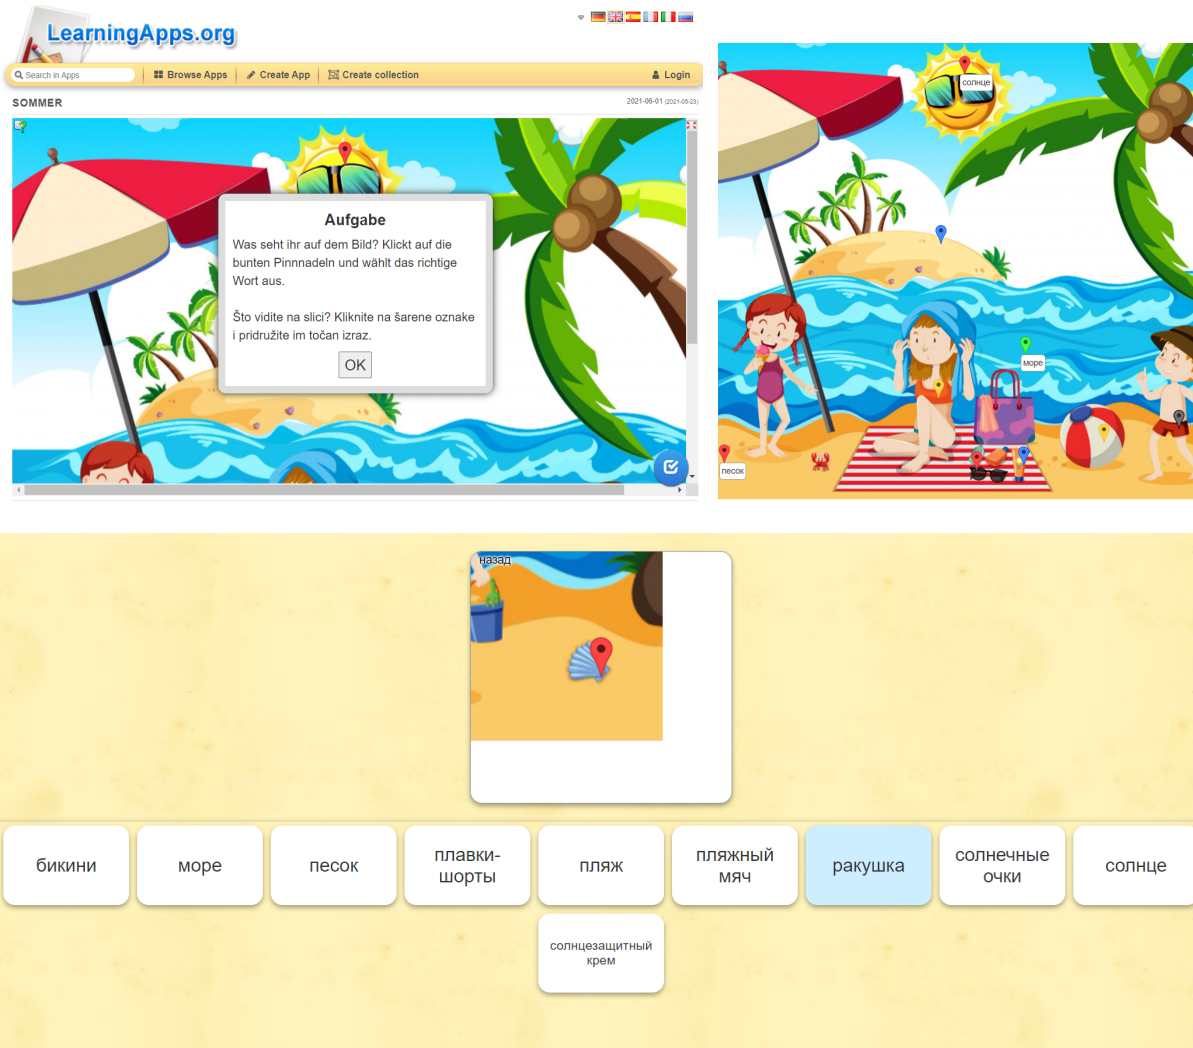 LearningApps.org
Search in Apps
Browse Apps
Create App
Create collection
Login
SOMMER
2021-06-01 (2021-05-23)
Aufgabe
Was seht ihr auf dem Bild? Klickt auf die
bunten Pinnnadeln und wählt das richtige
Wort aus.
Što vidite na slici? Kliknite na šarene oznake
i pridružite im točan izraz.
OK
солнце
море
песок
назад
бикини
море
песок
плавки-
шорты
пляж
пляжный
мяч
ракушка
солнечные
очки
солнце
солнцезащитный
крем